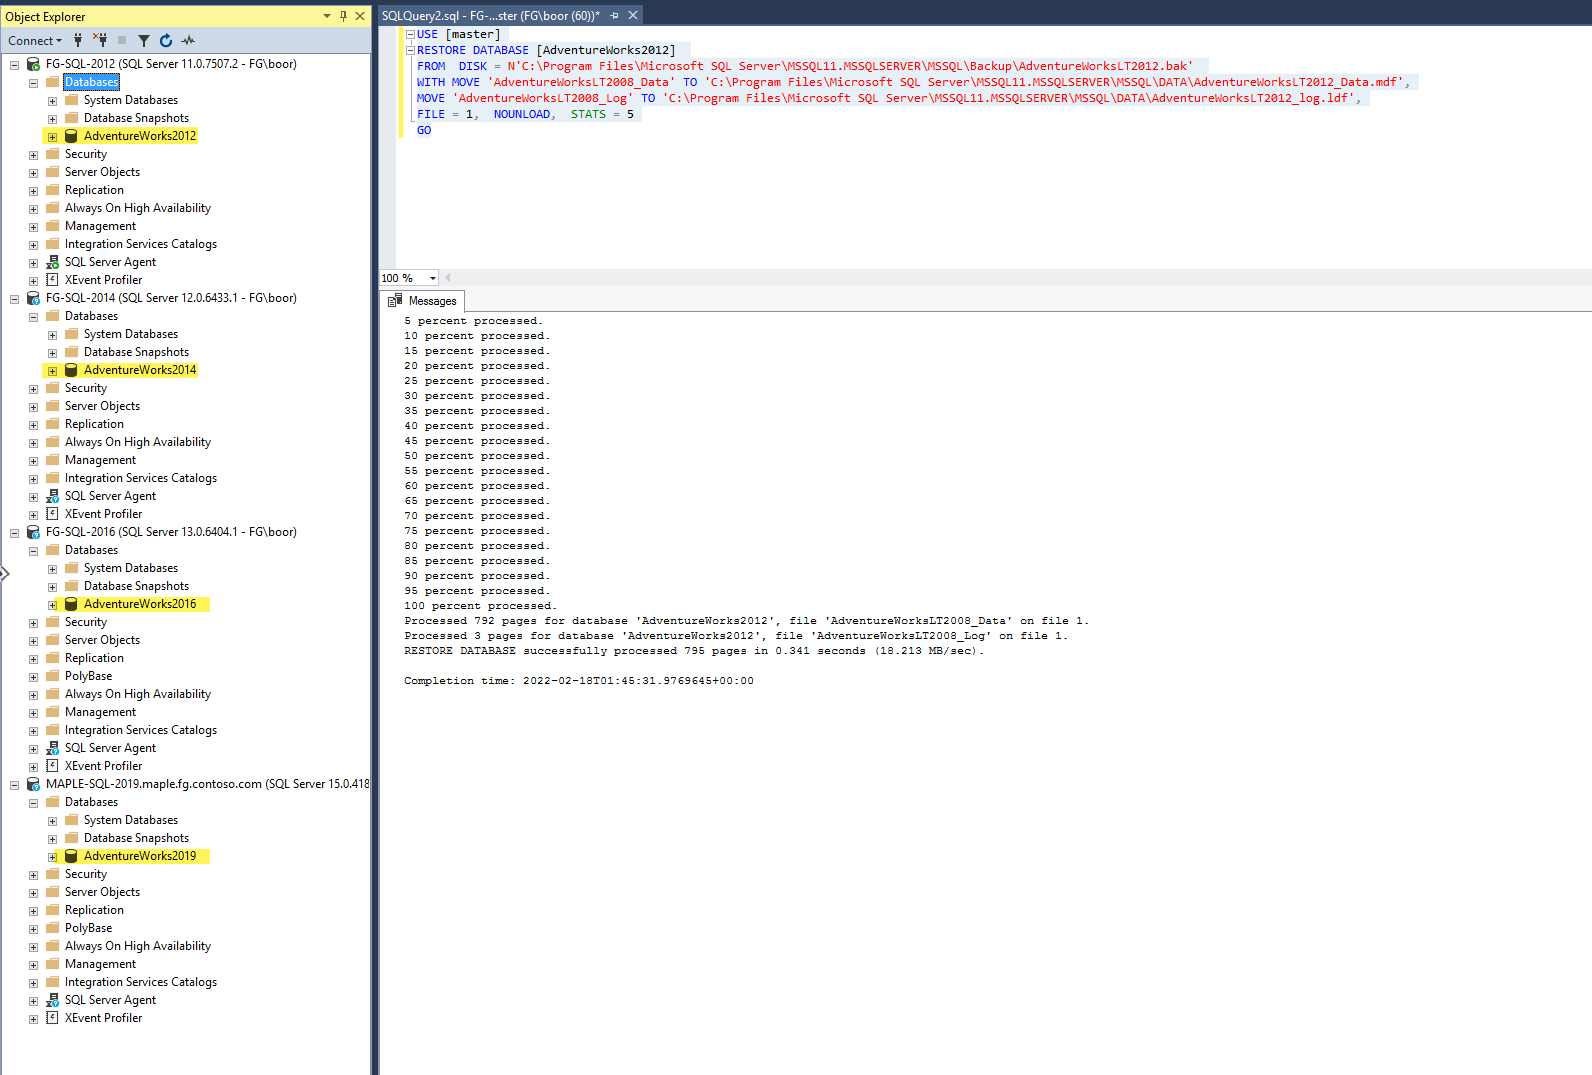 Object Explorer
Connect
FG-SQL-2012 (SQL Server 11.0.7507.2 - FG\boor)
Databases
System Databases
Database Snapshots
AdventureWorks2012
Security
Server Objects
Replication
Always On High Availability
Management
Integration Services Catalogs
SQL Server Agent
XEvent Profiler
FG-SQL-2014 (SQL Server 12.0.6433.1 - FG\boor)
Databases
System Databases
Database Snapshots
AdventureWorks2014
Security
Server Objects
Replication
Always On High Availability
Management
Integration Services Catalogs
SQL Server Agent
XEvent Profiler
FG-SQL-2016 (SQL Server 13.0.6404.1 - FG\boor)
Databases
System Databases
Database Snapshots
AdventureWorks2016
Security
Server Objects
Replication
PolyBase
Always On High Availability
Management
Integration Services Catalogs
SQL Server Agent
XEvent Profiler
MAPLE-SQL-2019.maple.fg.contoso.com (SQL Server 15.0.418
Databases
System Databases
Database Snapshots
AdventureWorks2019
Security
Server Objects
Replication
PolyBase
Always On High Availability
Management
Integration Services Catalogs
SQL Server Agent
XEvent Profiler
SQLQuery2.sql - FG-...ster (FG\boor (60))*
USE [master]
RESTORE DATABASE [AdventureWorks2012]
FROM  DISK = N'C:\Program Files\Microsoft SQL Server\MSSQL11.MSSQLSERVER\MSSQL\Backup\AdventureWorksLT2012.bak'
WITH MOVE 'AdventureWorksLT2008_Data' TO 'C:\Program Files\Microsoft SQL Server\MSSQL11.MSSQLSERVER\MSSQL\DATA\AdventureWorksLT2012_Data.mdf',
MOVE 'AdventureWorksLT2008_Log' TO 'C:\Program Files\Microsoft SQL Server\MSSQL11.MSSQLSERVER\MSSQL\DATA\AdventureWorksLT2012_log.ldf',
FILE = 1,  NOUNLOAD,  STATS = 5
GO
100 %
Messages
5 percent processed.
10 percent processed.
15 percent processed.
20 percent processed.
25 percent processed.
30 percent processed.
35 percent processed.
40 percent processed.
45 percent processed.
50 percent processed.
55 percent processed.
60 percent processed.
65 percent processed.
70 percent processed.
75 percent processed.
80 percent processed.
85 percent processed.
90 percent processed.
95 percent processed.
100 percent processed.
Processed 792 pages for database 'AdventureWorks2012', file 'AdventureWorksLT2008_Data' on file 1.
Processed 3 pages for database 'AdventureWorks2012', file 'AdventureWorksLT2008_Log' on file 1.
RESTORE DATABASE successfully processed 795 pages in 0.341 seconds (18.213 MB/sec).
Completion time: 2022-02-18T01:45:31.9769645+00:00